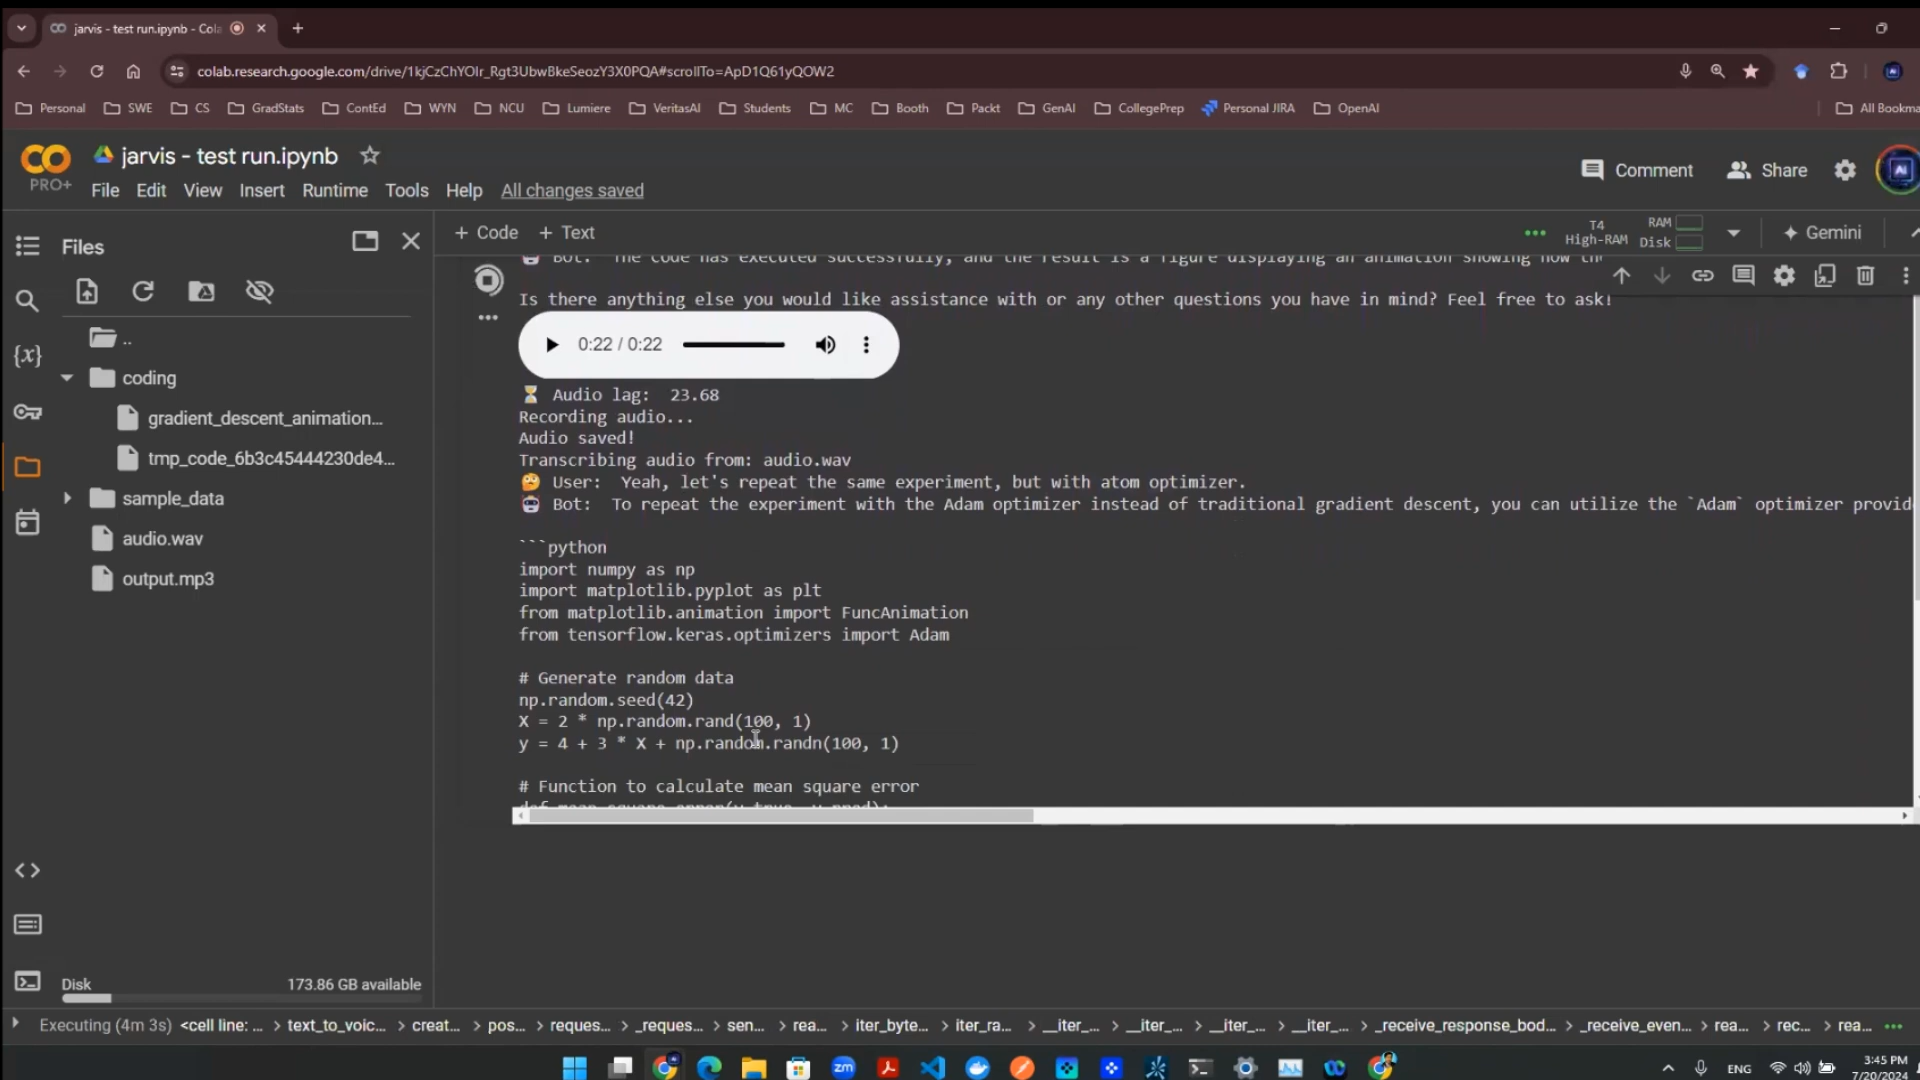 jarvis - test run.ipynb - Cola
colab.research.google.com/drive/1kjCzChYOIr_Rgt3UbwBkeSeozY3X0PQA#scrollTo=ApD1Q61yQOW2
Personal SWE CS GradStats ContEd WYN NCU Lumiere VeritasAI Students MC Booth Packt GenAI CollegePrep Personal JIRA OpenAI All Bookma
jarvis - test run.ipynb
PRO+
File Edit View Insert Runtime Tools Help All changes saved
Comment Share
AI
Files
+ Code + Text
T4
High-RAM
RAM
Disk
Gemini
..
coding
gradient_descent_animation...
tmp_code_6b3c45444230de4...
sample_data
audio.wav
output.mp3
{x}
Disk 173.86 GB available
Bot: The code has executed successfully, and the result is a figure displaying an animation showing how th
Is there anything else you would like assistance with or any other questions you have in mind? Feel free to ask!
0:22 / 0:22
Audio lag: 23.68
Recording audio...
Audio saved!
Transcribing audio from: audio.wav
User: Yeah, let's repeat the same experiment, but with atom optimizer.
Bot: To repeat the experiment with the Adam optimizer instead of traditional gradient descent, you can utilize the `Adam` optimizer provid
```python
import numpy as np
import matplotlib.pyplot as plt
from matplotlib.animation import FuncAnimation
from tensorflow.keras.optimizers import Adam
# Generate random data
np.random.seed(42)
X = 2 * np.random.rand(100, 1)
y = 4 + 3 * X + np.random.randn(100, 1)
# Function to calculate mean square error
def mean_square_error(y_true, y_pred):
Executing (4m 3s) <cell line: ... > text_to_voic... > creat... > pos... > reques... > _reques... > sen... > rea... > iter_byte... > iter_ra... > __iter_... > __iter_... > __iter_... > __iter_... > _receive_response_bod... > _receive_even... > rea... > rec... > rea...
zm
ENG
3:45 PM
7/20/2024